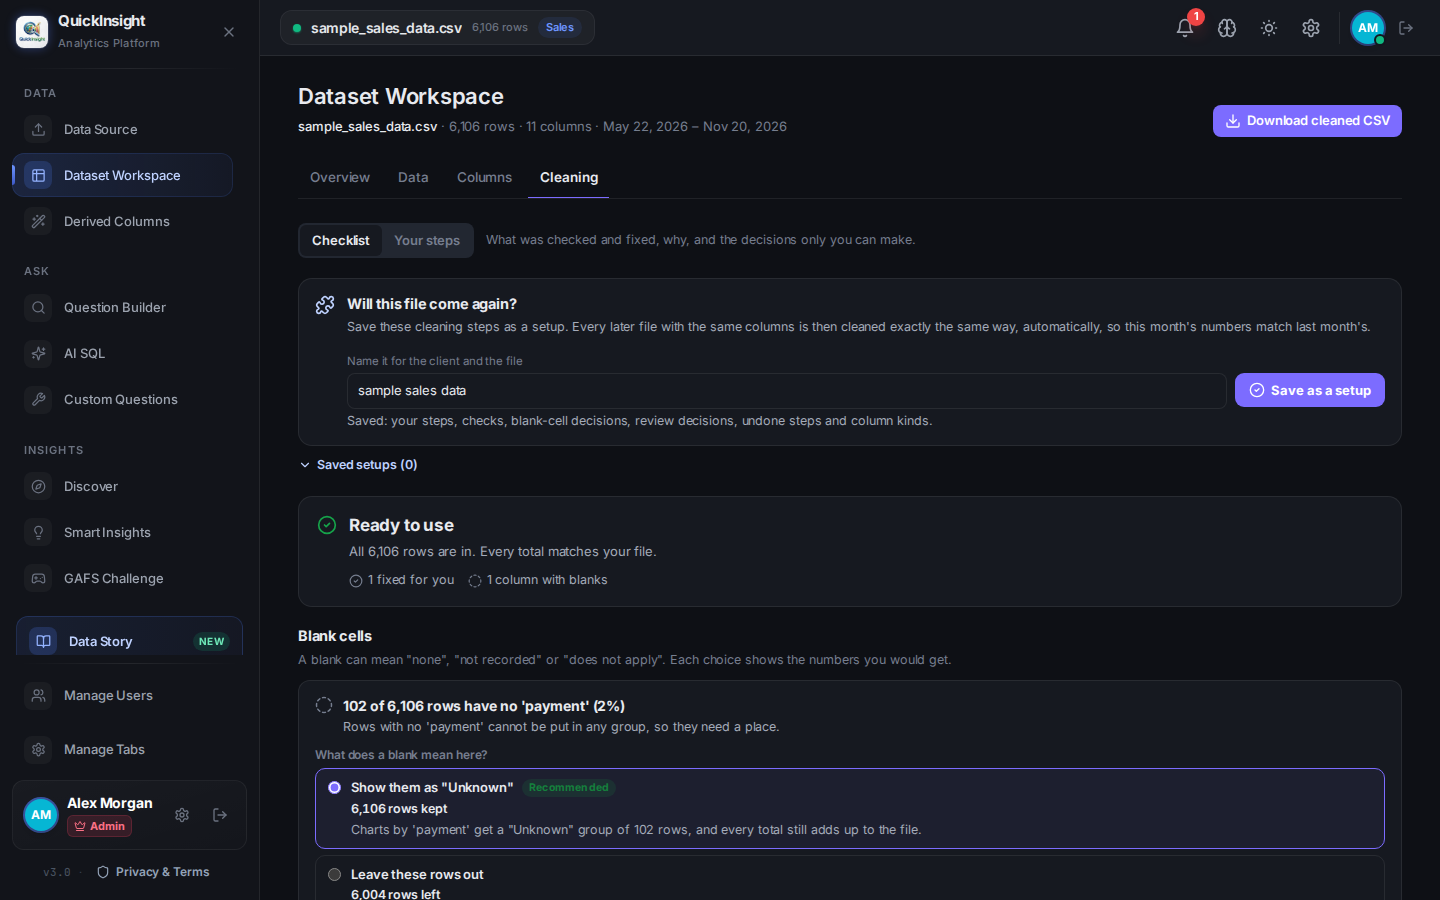 QuickInsight
Analytics Platform
DATA
Data Source
Dataset Workspace
Derived Columns
ASK
Question Builder
AI SQL
Custom Questions
INSIGHTS
Discover
Smart Insights
GAFS Challenge
Data Story NEW
Manage Users
Manage Tabs
AM Alex Morgan
Admin
v3.0 · Privacy & Terms
sample_sales_data.csv 6,106 rows Sales
1
AM
Dataset Workspace
sample_sales_data.csv · 6,106 rows · 11 columns · May 22, 2026 – Nov 20, 2026
Download cleaned CSV
Overview Data Columns Cleaning
Checklist Your steps What was checked and fixed, why, and the decisions only you can make.
Will this file come again?
Save these cleaning steps as a setup. Every later file with the same columns is then cleaned exactly the same way, automatically, so this month's numbers match last month's.
Name it for the client and the file
sample sales data
Save as a setup
Saved: your steps, checks, blank-cell decisions, review decisions, undone steps and column kinds.
Saved setups (0)
Ready to use
All 6,106 rows are in. Every total matches your file.
1 fixed for you 1 column with blanks
Blank cells
A blank can mean "none", "not recorded" or "does not apply". Each choice shows the numbers you would get.
102 of 6,106 rows have no 'payment' (2%)
Rows with no 'payment' cannot be put in any group, so they need a place.
What does a blank mean here?
Show them as "Unknown" Recommended
6,106 rows kept
Charts by 'payment' get a "Unknown" group of 102 rows, and every total still adds up to the file.
Leave these rows out
6,004 rows left